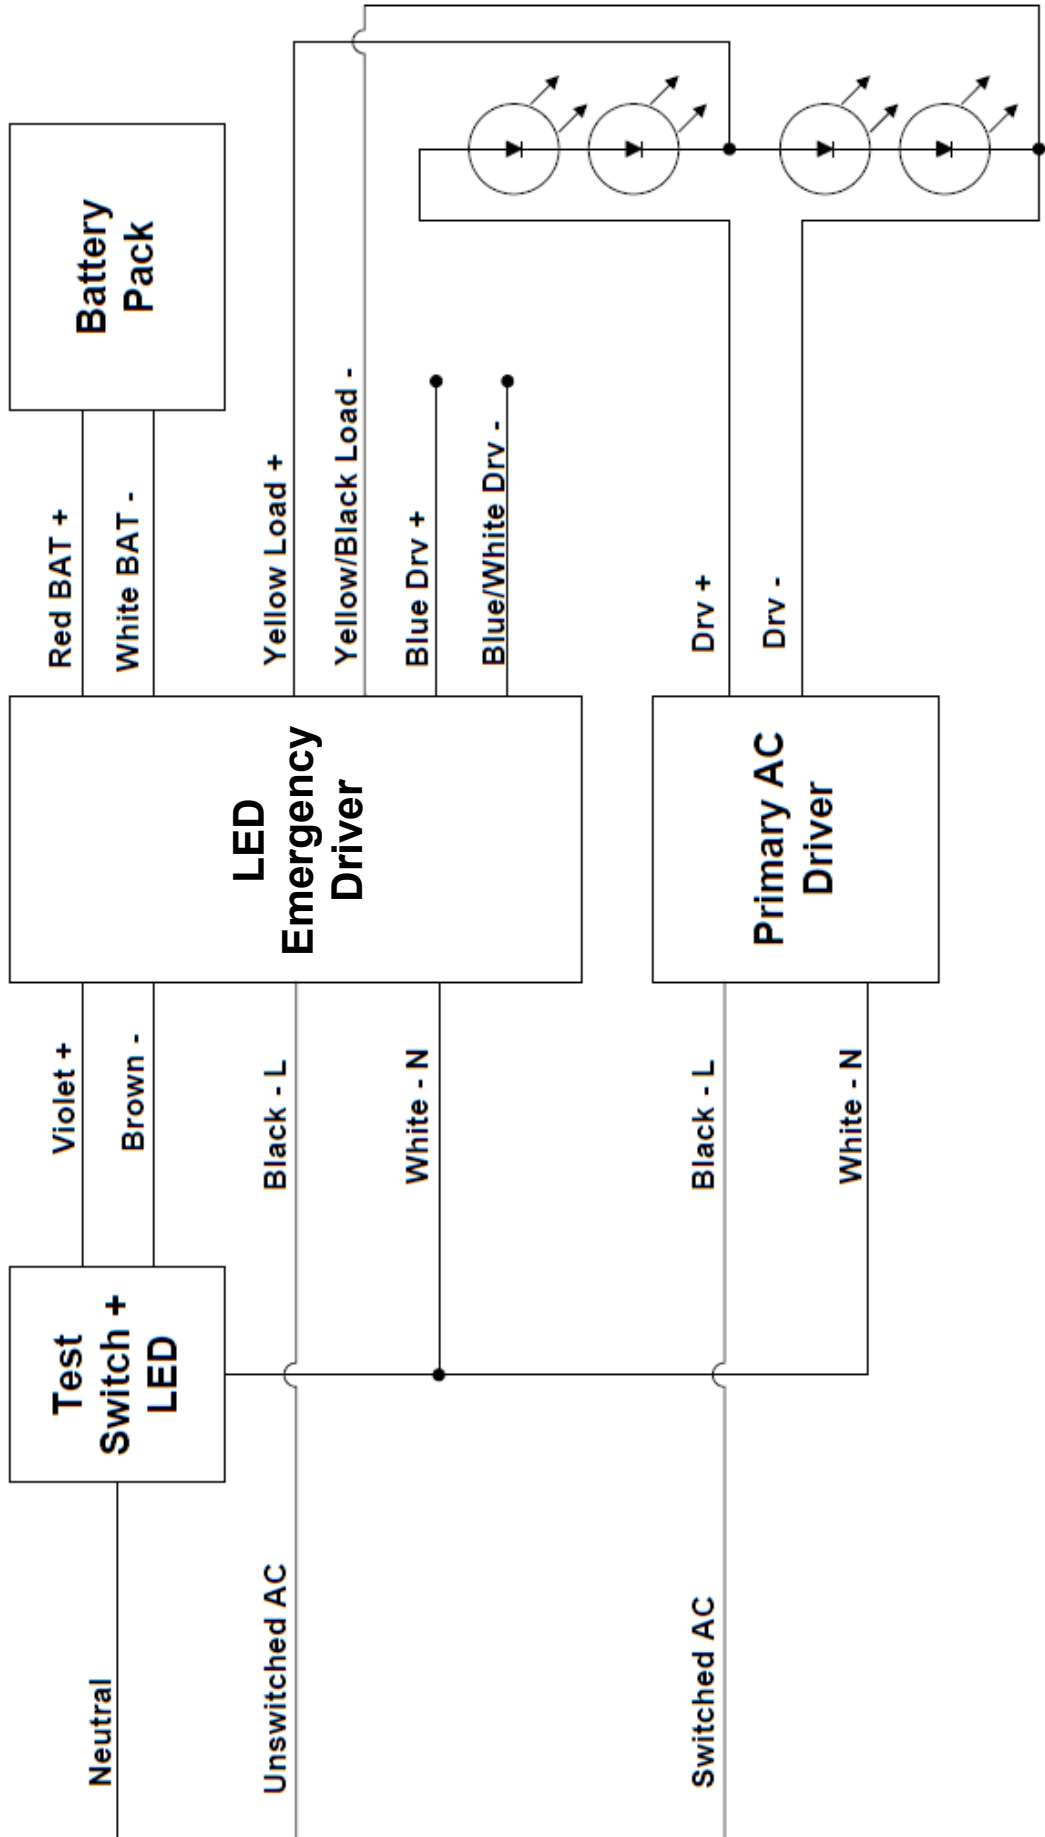 Neutral
Unswitched AC
Switched AC
Test
Switch +
LED
Violet +
Brown -
Black - L
White - N
Black - L
White - N
LED
Emergency
Driver
Primary AC
Driver
Red BAT +
White BAT -
Yellow Load +
Yellow/Black Load -
Blue Drv +
Blue/White Drv -
Drv +
Drv -
Battery
Pack